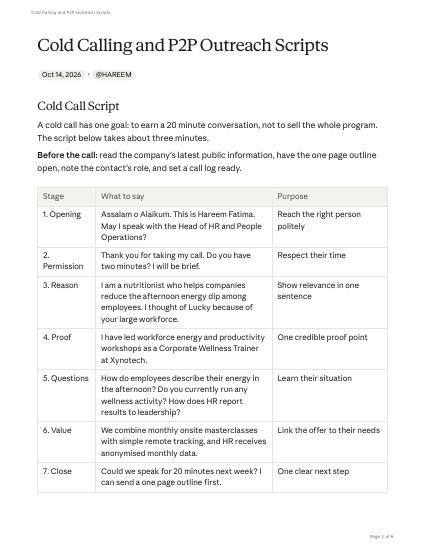 Cold Calling and P2P Outreach Scripts
Cold Calling and P2P Outreach Scripts
Oct 14, 2026 · @HAREEM
Cold Call Script
A cold call has one goal: to earn a 20 minute conversation, not to sell the whole program.
The script below takes about three minutes.
Before the call: read the company's latest public information, have the one page outline
open, note the contact's role, and set a call log ready.
Stage What to say Purpose
1. Opening
Assalam o Alaikum. This is Hareem Fatima.
May I speak with the Head of HR and People
Operations?
Reach the right person
politely
2.
Permission
Thank you for taking my call. Do you have
two minutes? I will be brief.
Respect their time
3. Reason
I am a nutritionist who helps companies
reduce the afternoon energy dip among
employees. I thought of Lucky because of
your large workforce.
Show relevance in one
sentence
4. Proof
I have led workforce energy and productivity
workshops as a Corporate Wellness Trainer
at Xynotech.
One credible proof point
5. Questions
How do employees describe their energy in
the afternoon? Do you currently run any
wellness activity? How does HR report
results to leadership?
Learn their situation
6. Value
We combine monthly onsite masterclasses
with simple remote tracking, and HR receives
anonymised monthly data.
Link the offer to their needs
7. Close
Could we speak for 20 minutes next week? I
can send a one page outline first.
One clear next step
Page 1 of 6